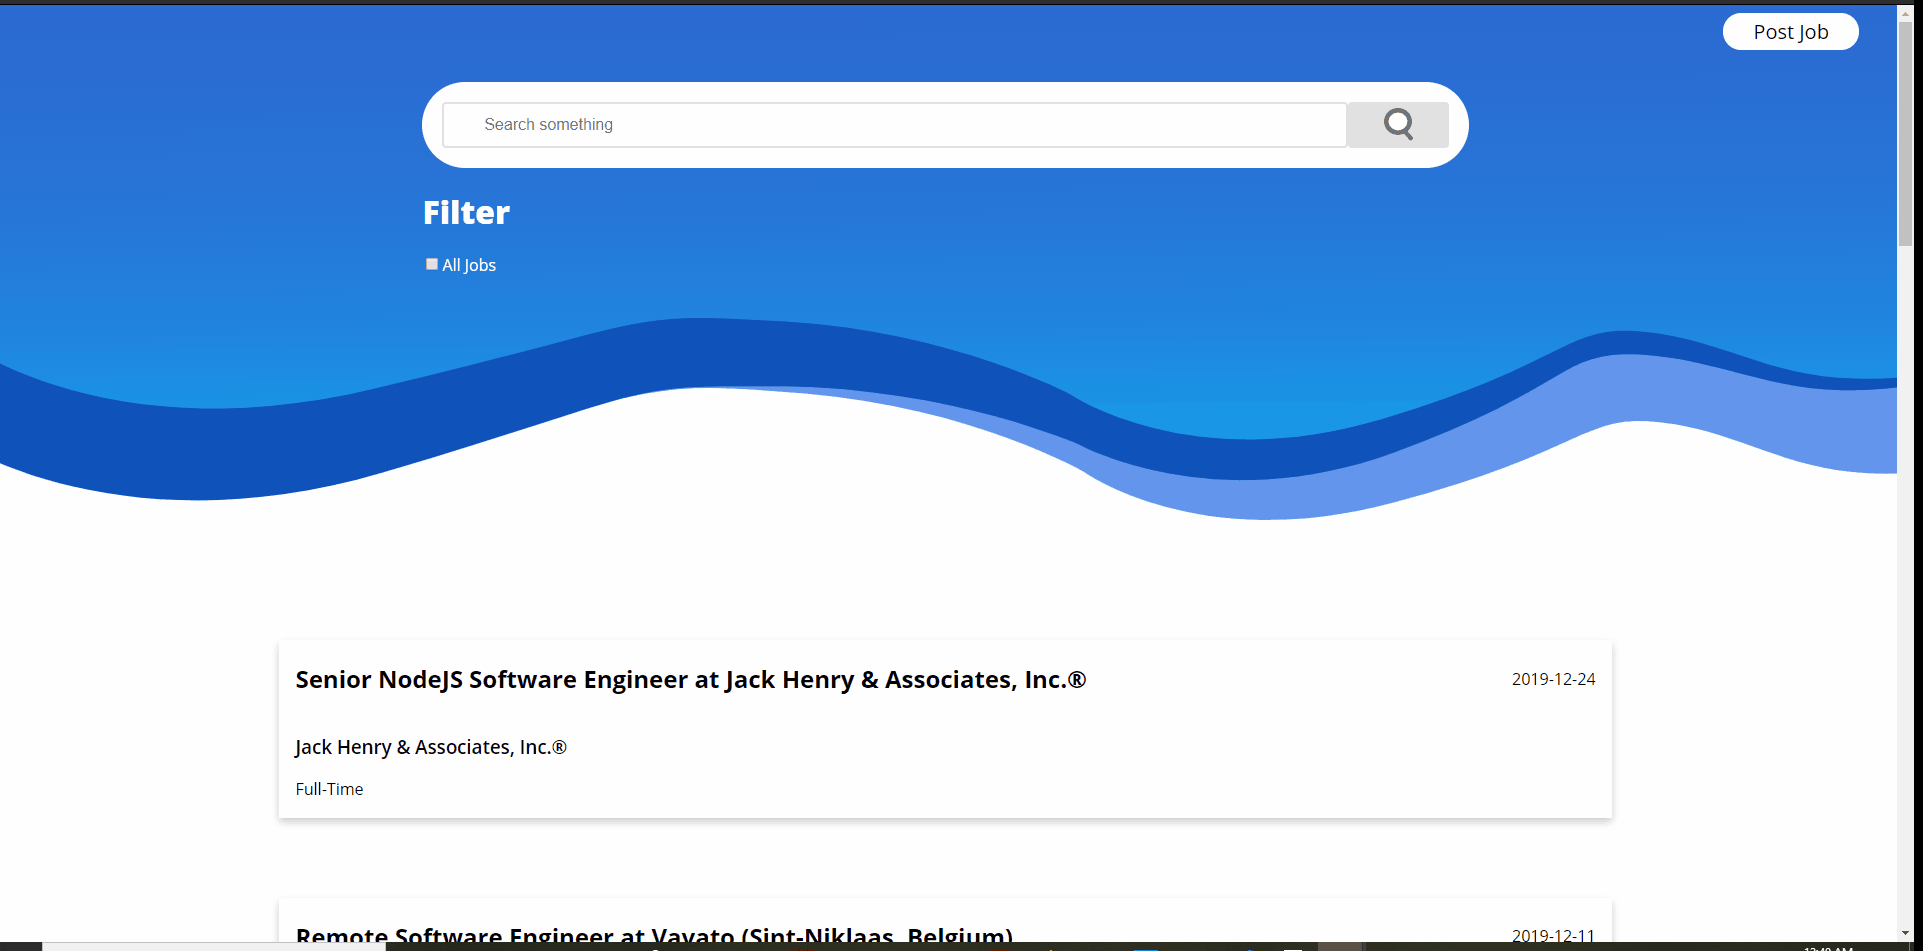 Post Job
Search something
Filter
All Jobs
Senior NodeJS Software Engineer at Jack Henry & Associates, Inc.®
2019-12-24
Jack Henry & Associates, Inc.®
Full-Time
Remote Software Engineer at Vavato (Sint-Niklaas, Belgium)
2019-12-11